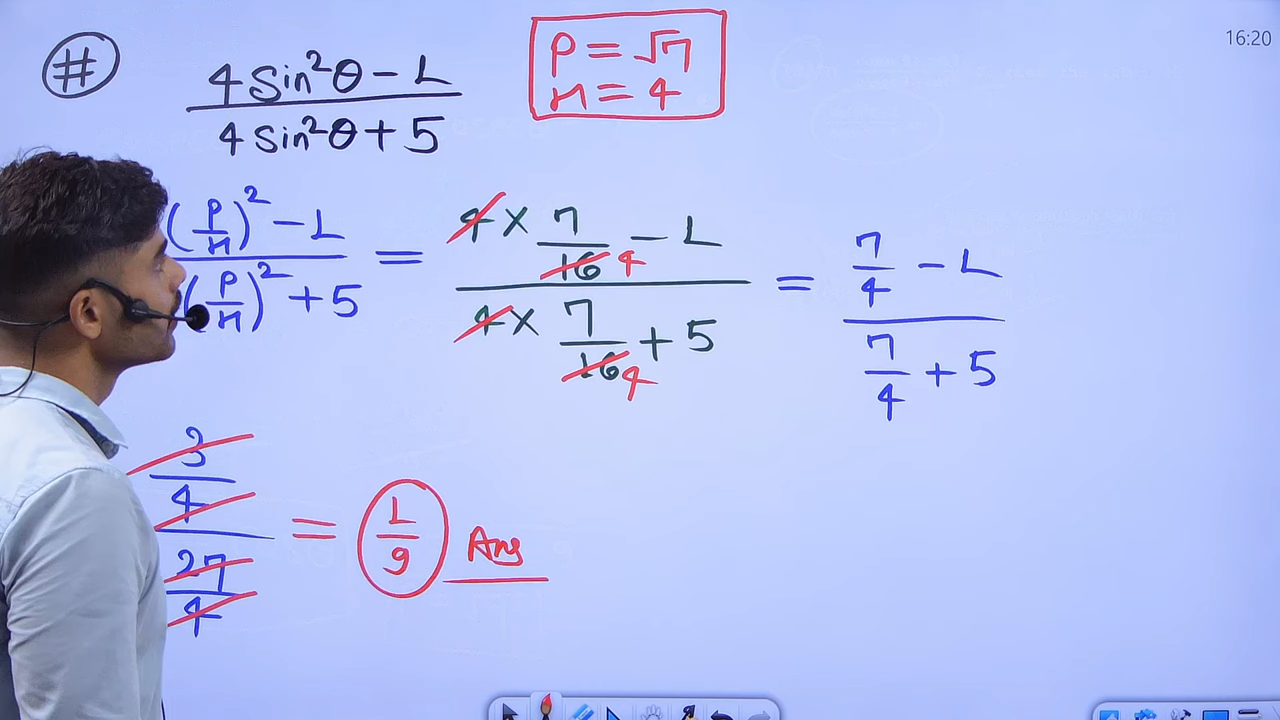 16:20
#
4 Sin²θ - 1
4 Sin²θ + 5
P = √7
H = 4
(P/H)² - 1 = 4 × 7/16 4 - 1 = 7/4 - 1
(P/H)² + 5 4 × 7/16 4 + 5 7/4 + 5
3/4 = 1/9 Ans
27/4